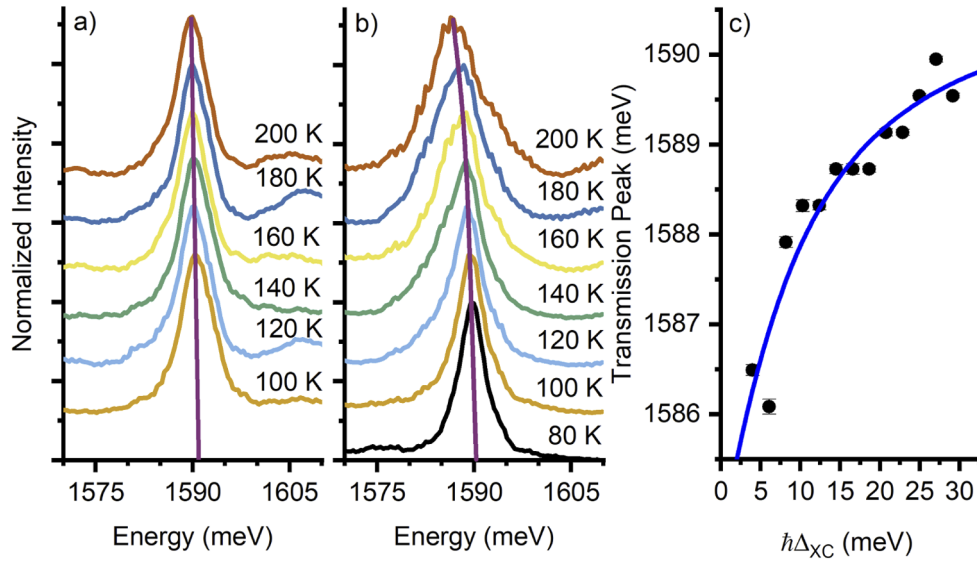 a)
Normalized Intensity
200 K
180 K
160 K
140 K
120 K
100 K
1575 1590 1605
Energy (meV)
b)
200 K
180 K
160 K
140 K
120 K
100 K
80 K
1575 1590 1605
Energy (meV)
c)
Transmission Peak (meV)
1590
1589
1588
1587
1586
0 5 10 15 20 25 30
ℏΔXC (meV)